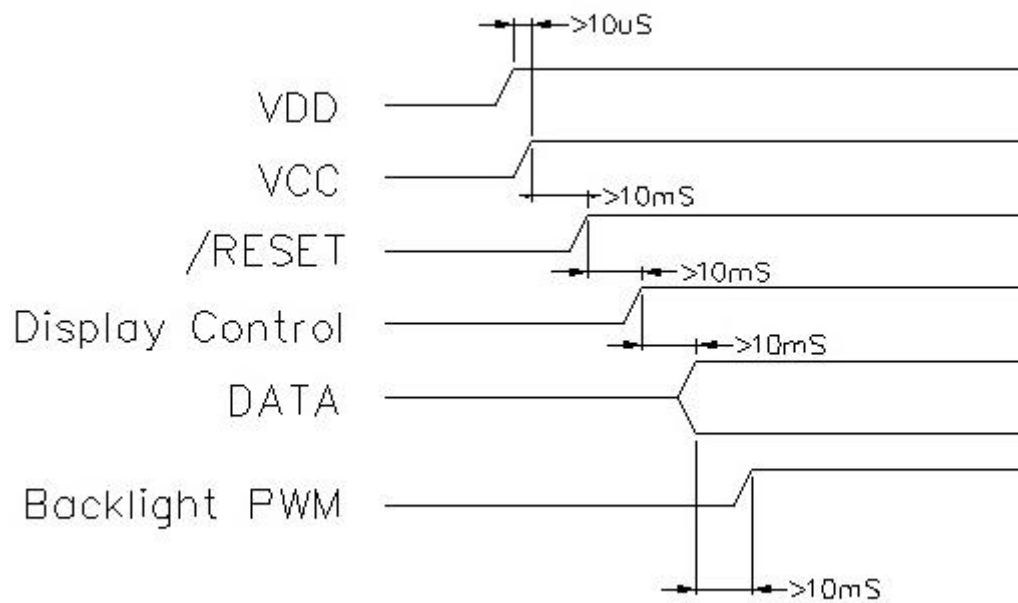 >10uS
VDD
VCC
>10mS
/RESET
>10mS
Display Control
>10mS
DATA
Backlight PWM
>10mS